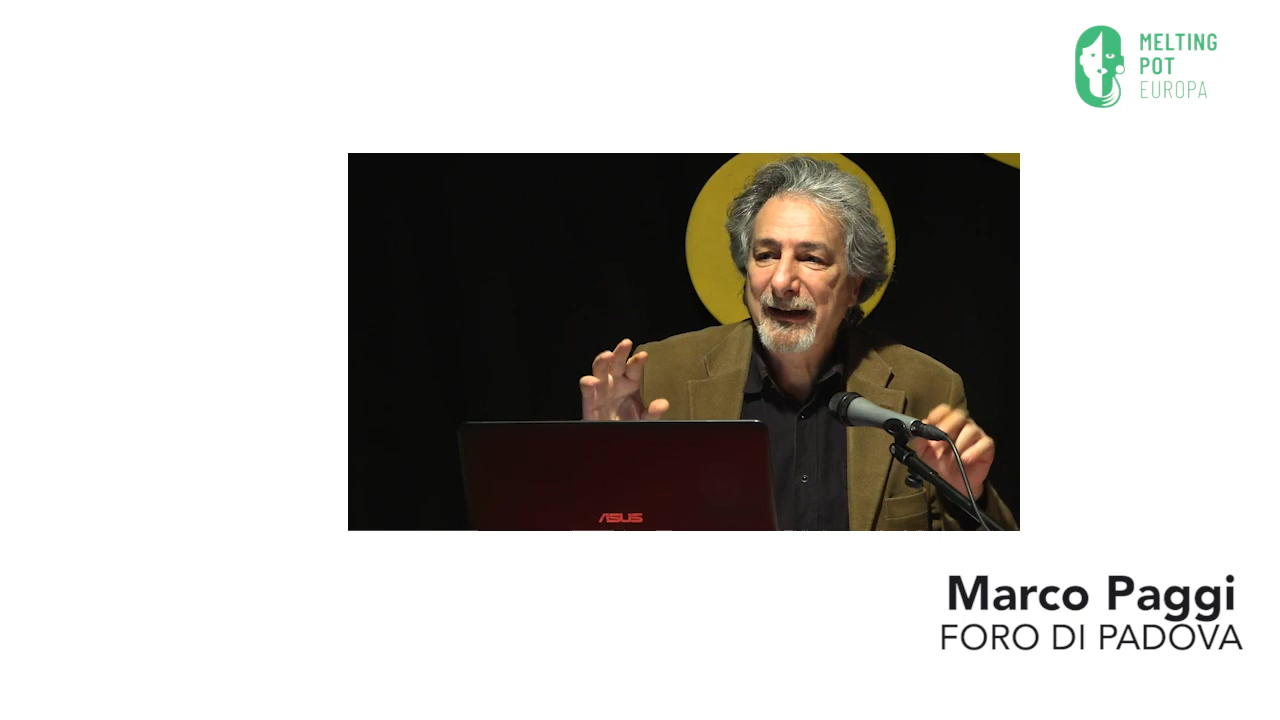 MELTING
POT
EUROPA
ASUS
Marco Paggi
FORO DI PADOVA